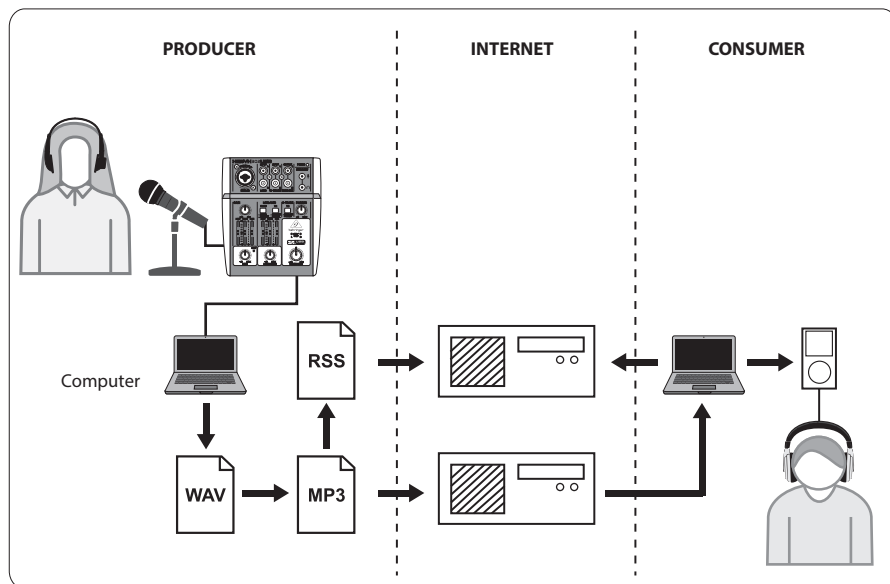 PRODUCER
INTERNET
CONSUMER
Computer
RSS
WAV
MP3